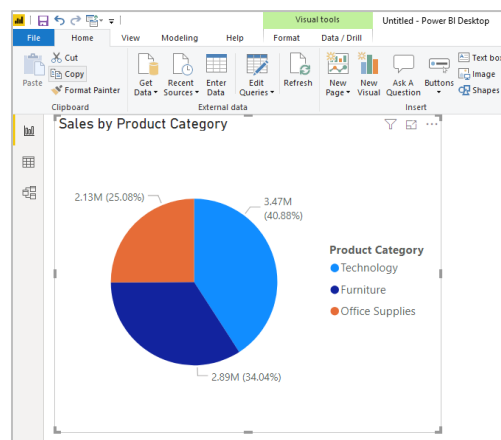 Visual tools
Untitled - Power BI Desktop
File
Home
View
Modeling
Help
Format
Data / Drill
Paste
Cut
Copy
Format Painter
Clipboard
Get
Data
Recent
Sources
Enter
Data
Edit
Queries
External data
Refresh
New
Page
New
Visual
Ask A
Question
Buttons
Text box
Image
Shapes
Insert
Sales by Product Category
2.13M (25.08%)
3.47M
(40.88%)
2.89M (34.04%)
Product Category
Technology
Furniture
Office Supplies